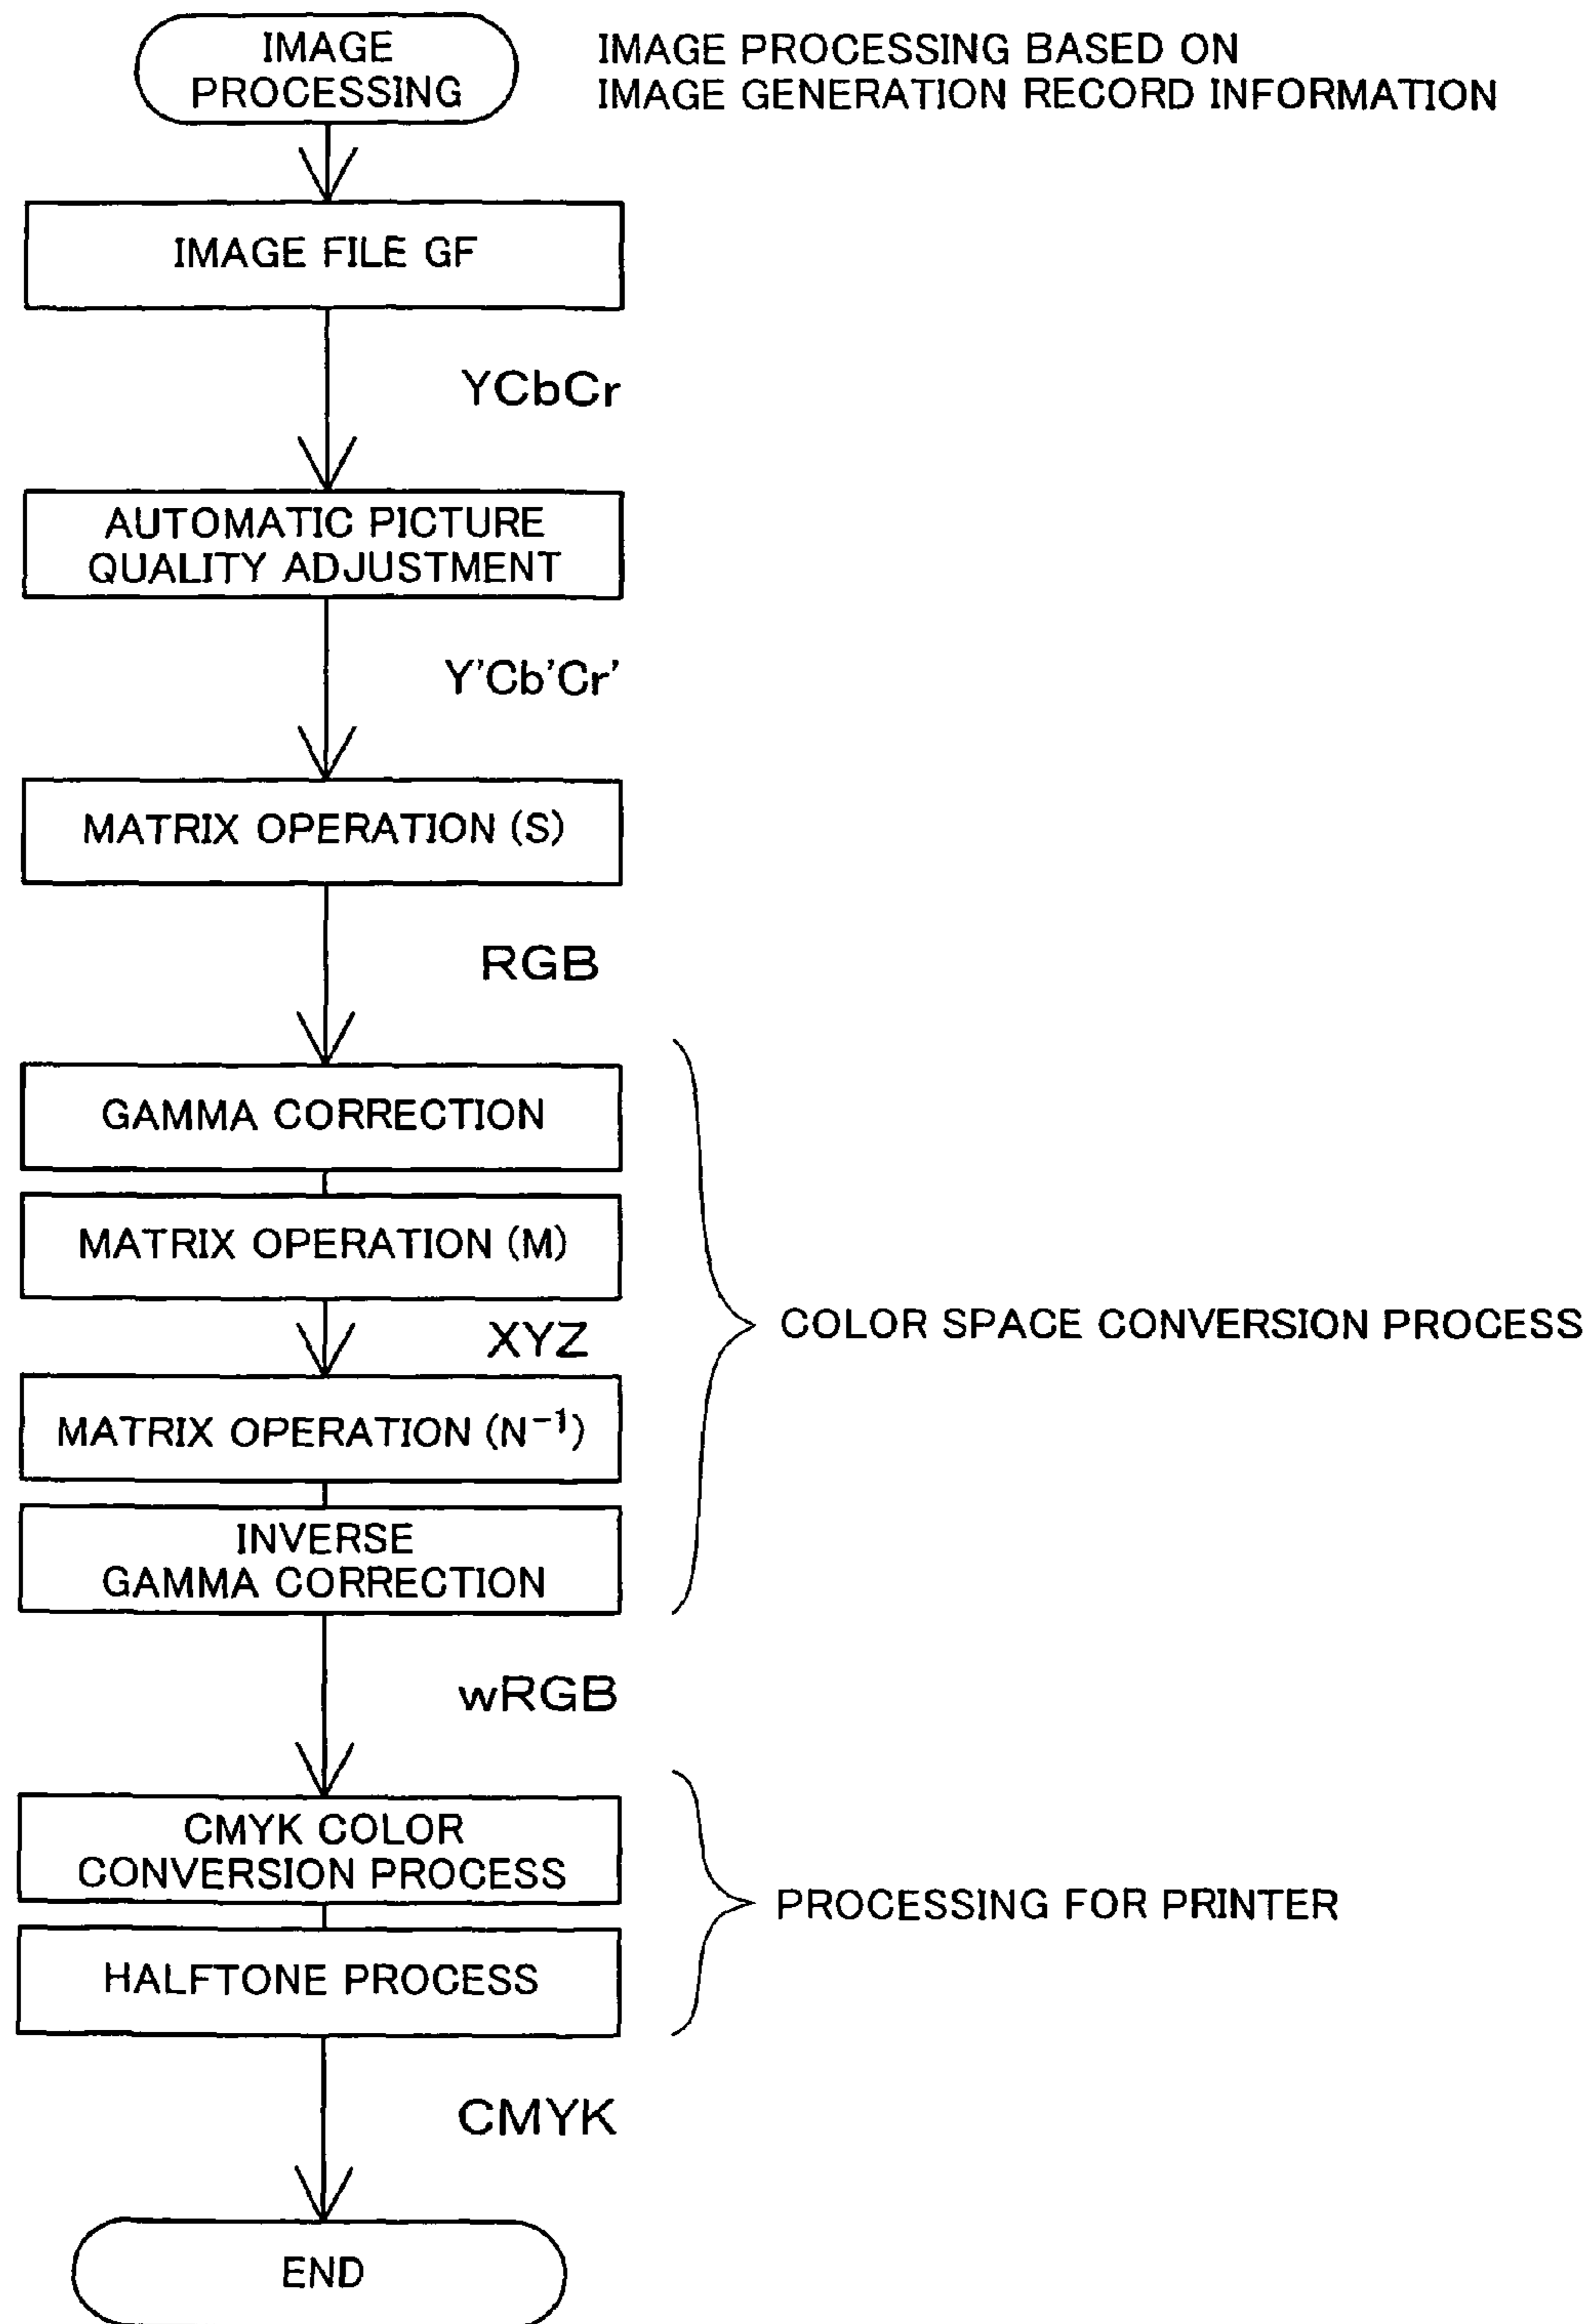 IMAGE
PROCESSING
IMAGE PROCESSING BASED ON
IMAGE GENERATION RECORD INFORMATION
IMAGE FILE GF
YCbCr
AUTOMATIC PICTURE
QUALITY ADJUSTMENT
Y'Cb'Cr'
MATRIX OPERATION (S)
RGB
GAMMA CORRECTION
MATRIX OPERATION (M)
XYZ
COLOR SPACE CONVERSION PROCESS
MATRIX OPERATION (N⁻¹)
INVERSE
GAMMA CORRECTION
wRGB
CMYK COLOR
CONVERSION PROCESS
PROCESSING FOR PRINTER
HALFTONE PROCESS
CMYK
END